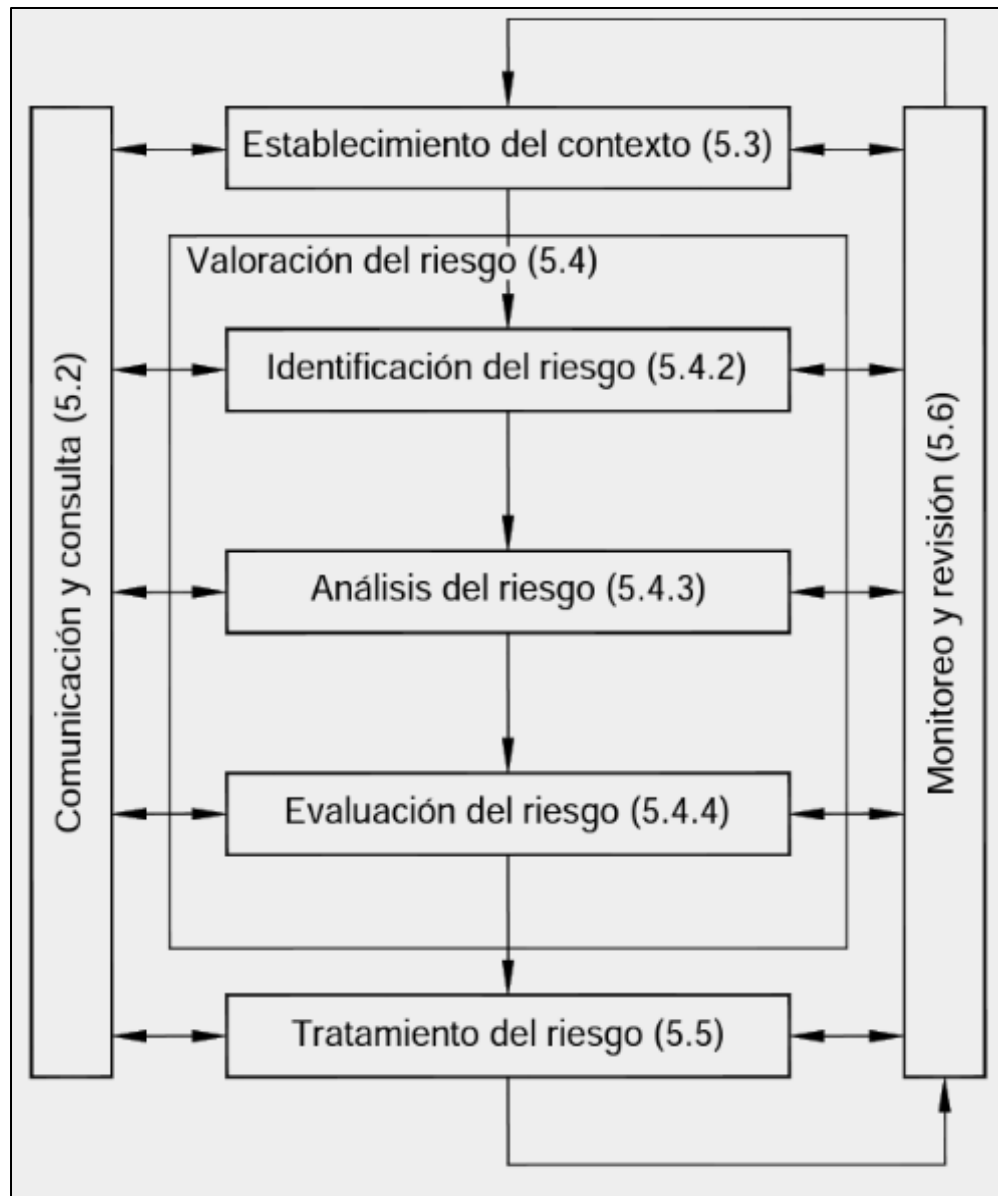 Establecimiento del contexto (5.3)
Valoración del riesgo (5.4)
Identificación del riesgo (5.4.2)
Análisis del riesgo (5.4.3)
Evaluación del riesgo (5.4.4)
Tratamiento del riesgo (5.5)
Comunicación y consulta (5.2)
Monitoreo y revisión (5.6)